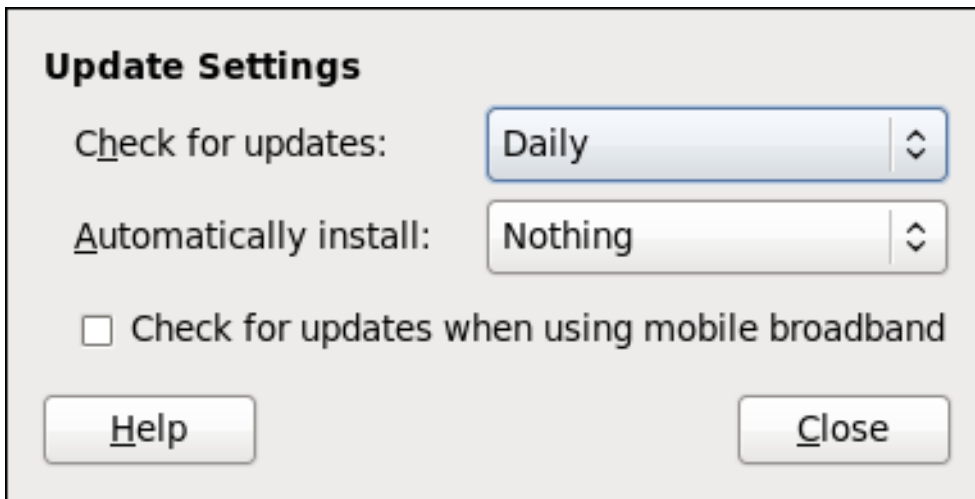 Update Settings
Check for updates: Daily
Automatically install: Nothing
Check for updates when using mobile broadband
Help Close